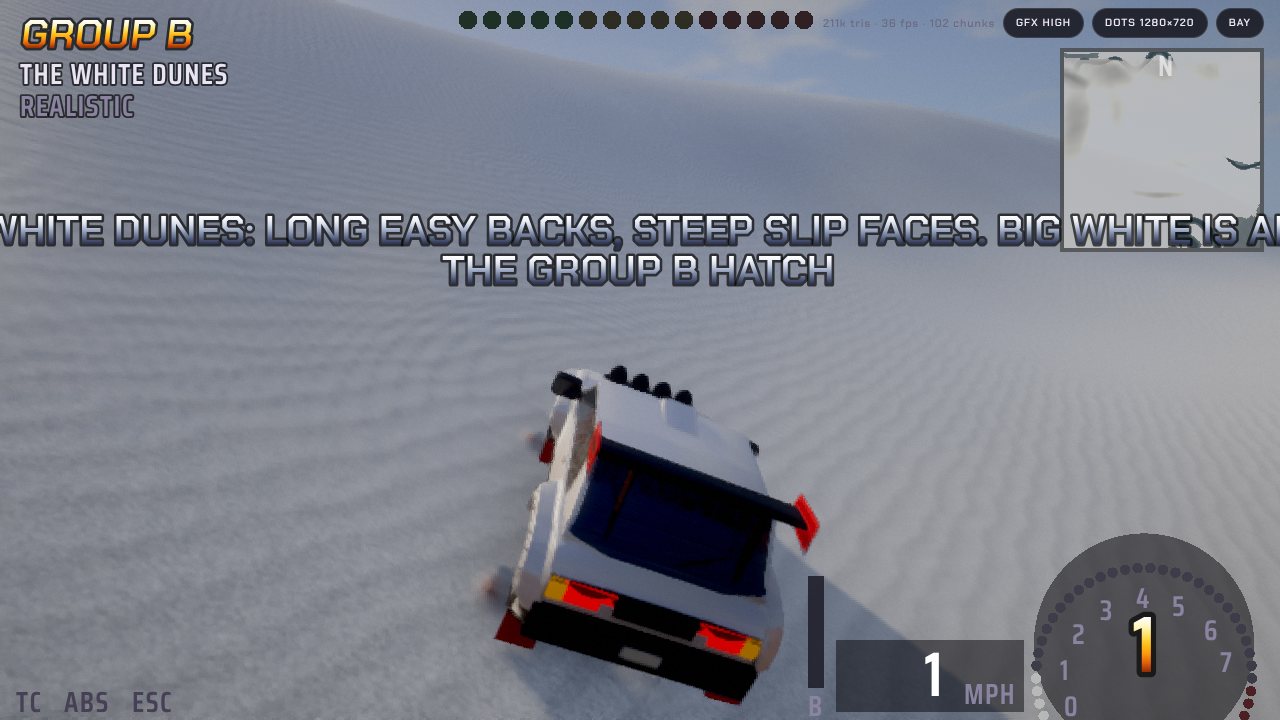 GROUP B
THE WHITE DUNES
REALISTIC
211k tris · 36 fps · 102 chunks
GFX HIGH
DOTS 1280×720
BAY
N
WHITE DUNES: LONG EASY BACKS, STEEP SLIP FACES. BIG WHITE IS
THE GROUP B HATCH
TC ABS ESC
B
1 MPH
0 1 2 3 4 5 6 7
1